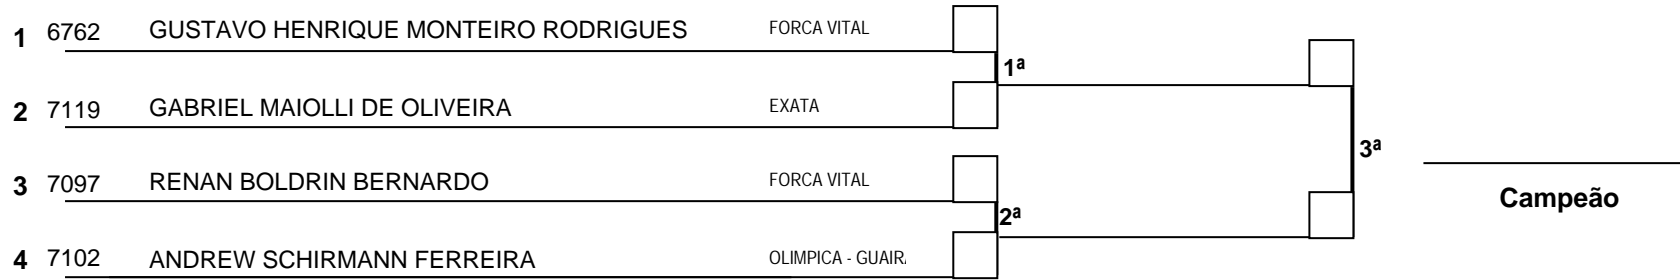 1 6762 GUSTAVO HENRIQUE MONTEIRO RODRIGUES FORCA VITAL
1ª
2 7119 GABRIEL MAIOLLI DE OLIVEIRA EXATA
3ª
3 7097 RENAN BOLDRIN BERNARDO FORCA VITAL
Campeão
2ª
4 7102 ANDREW SCHIRMANN FERREIRA OLIMPICA -